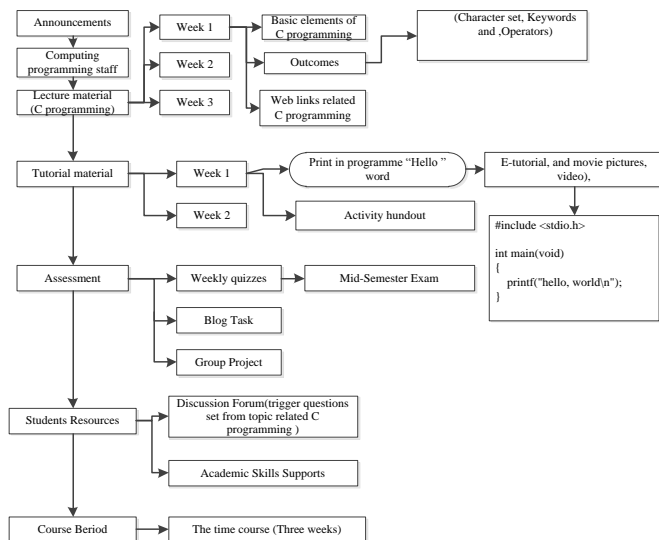 Announcements
Computing
programming staff
Lecture material
(C programming)
Week 1
Week 2
Week 3
Basic elements of
C programming
Outcomes
Web links related
C programming
(Character set, Keywords
and ,Operators)
Tutorial material
Week 1
Week 2
Print in programme “Hello ”
word
Activity hundout
E-tutorial, and movie pictures,
video),
#include <stdio.h>
int main(void)
{
printf("hello, world\n");
}
Assessment
Weekly quizzes
Mid-Semester Exam
Blog Task
Group Project
Students Resources
Discussion Forum(trigger questions
set from topic related C
programming )
Academic Skills Supports
Course Beriod
The time course (Three weeks)